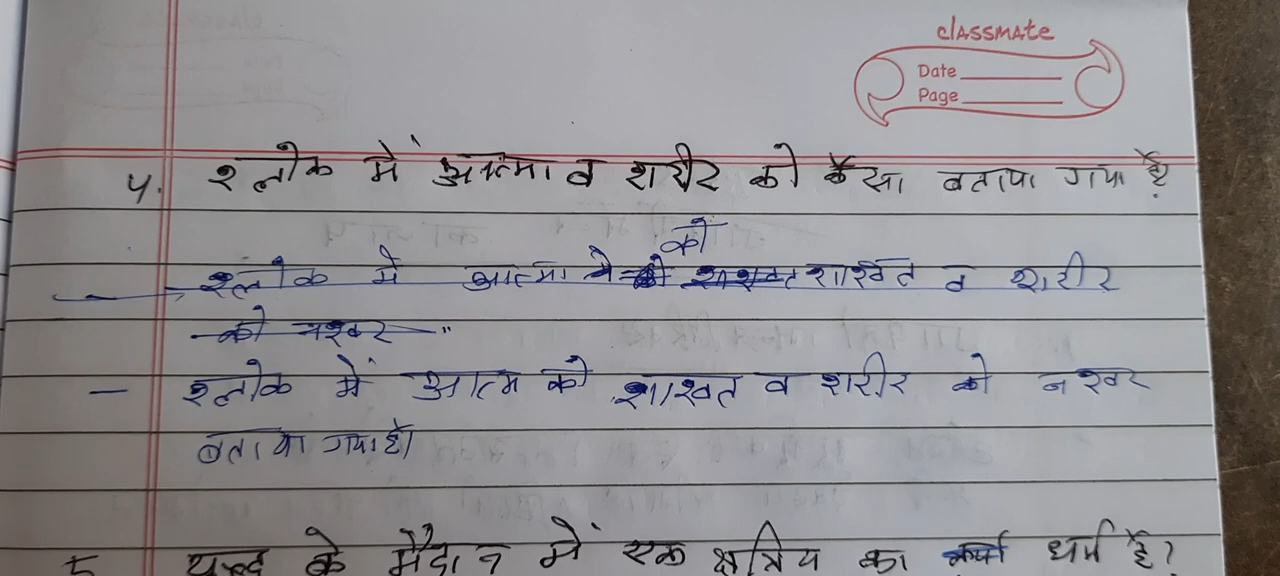 classmate
Date
Page
4. श्लोक में आत्मा व शरीर को कैसा बताया गया है?
को
श्लोक में आत्मा शाश्वत व शरीर
को नश्वर
- श्लोक में आत्म को शाश्वत व शरीर को नश्वर
बताया गया है।
5 युद्ध के मैदान में एक क्षत्रिय का क्या धर्म है?